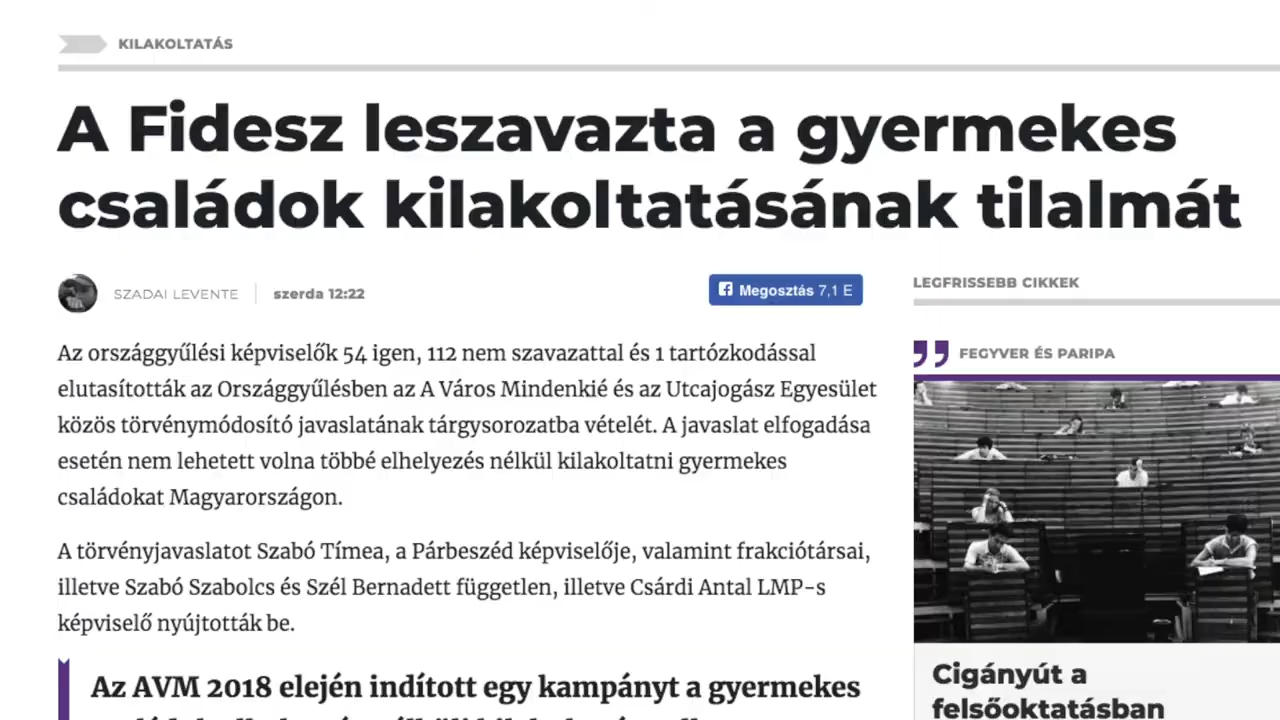 KILAKOLTATÁS
A Fidesz leszavazta a gyermekes
családok kilakoltatásának tilalmát
SZADAI LEVENTE
szerda 12:22
Megosztás 7,1 E
Az országgyűlési képviselők 54 igen, 112 nem szavazattal és 1 tartózkodással
elutasították az Országgyűlésben az A Város Mindenkié és az Utcajogász Egyesület
közös törvénymódosító javaslatának tárgysorozatba vételét. A javaslat elfogadása
esetén nem lehetett volna többé elhelyezés nélkül kilakoltatni gyermekes
családokat Magyarországon.
A törvényjavaslatot Szabó Tímea, a Párbeszéd képviselője, valamint frakciótársai,
illetve Szabó Szabolcs és Szél Bernadett független, illetve Csárdi Antal LMP-s
képviselő nyújtották be.
Az AVM 2018 elején indított egy kampányt a gyermekes
LEGFRISSEBB CIKKEK
FEGYVER ÉS PARIPA
Cigányút a
felsőoktatásban